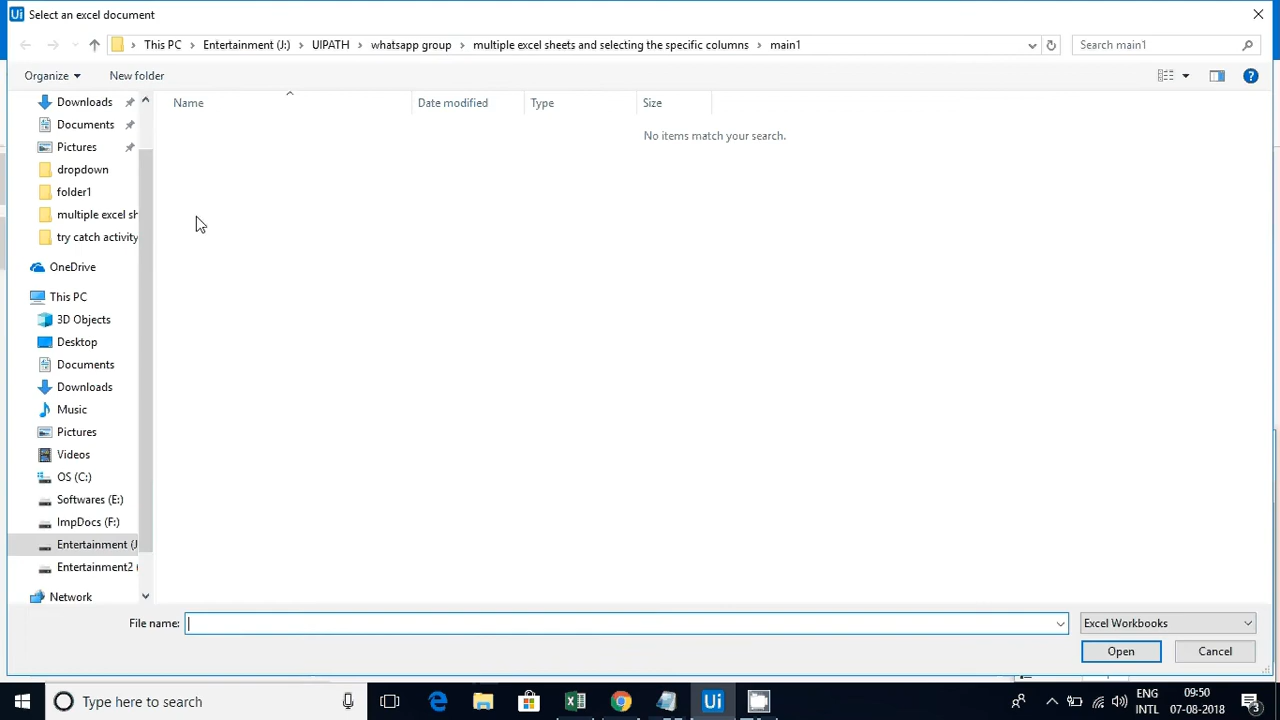 Ui Select an excel document
This PC > Entertainment (J:) > UIPATH > whatsapp group > multiple excel sheets and selecting the specific columns > main1
Search main1
Organize New folder
Name Date modified Type Size
No items match your search.
Downloads
Documents
Pictures
dropdown
folder1
multiple excel sh
try catch activity
OneDrive
This PC
3D Objects
Desktop
Documents
Downloads
Music
Pictures
Videos
OS (C:)
Softwares (E:)
ImpDocs (F:)
Entertainment (J
Entertainment2 (
Network
File name:
Excel Workbooks
Open Cancel
Type here to search
Ui
ENG
INTL
09:50
07-08-2018
3